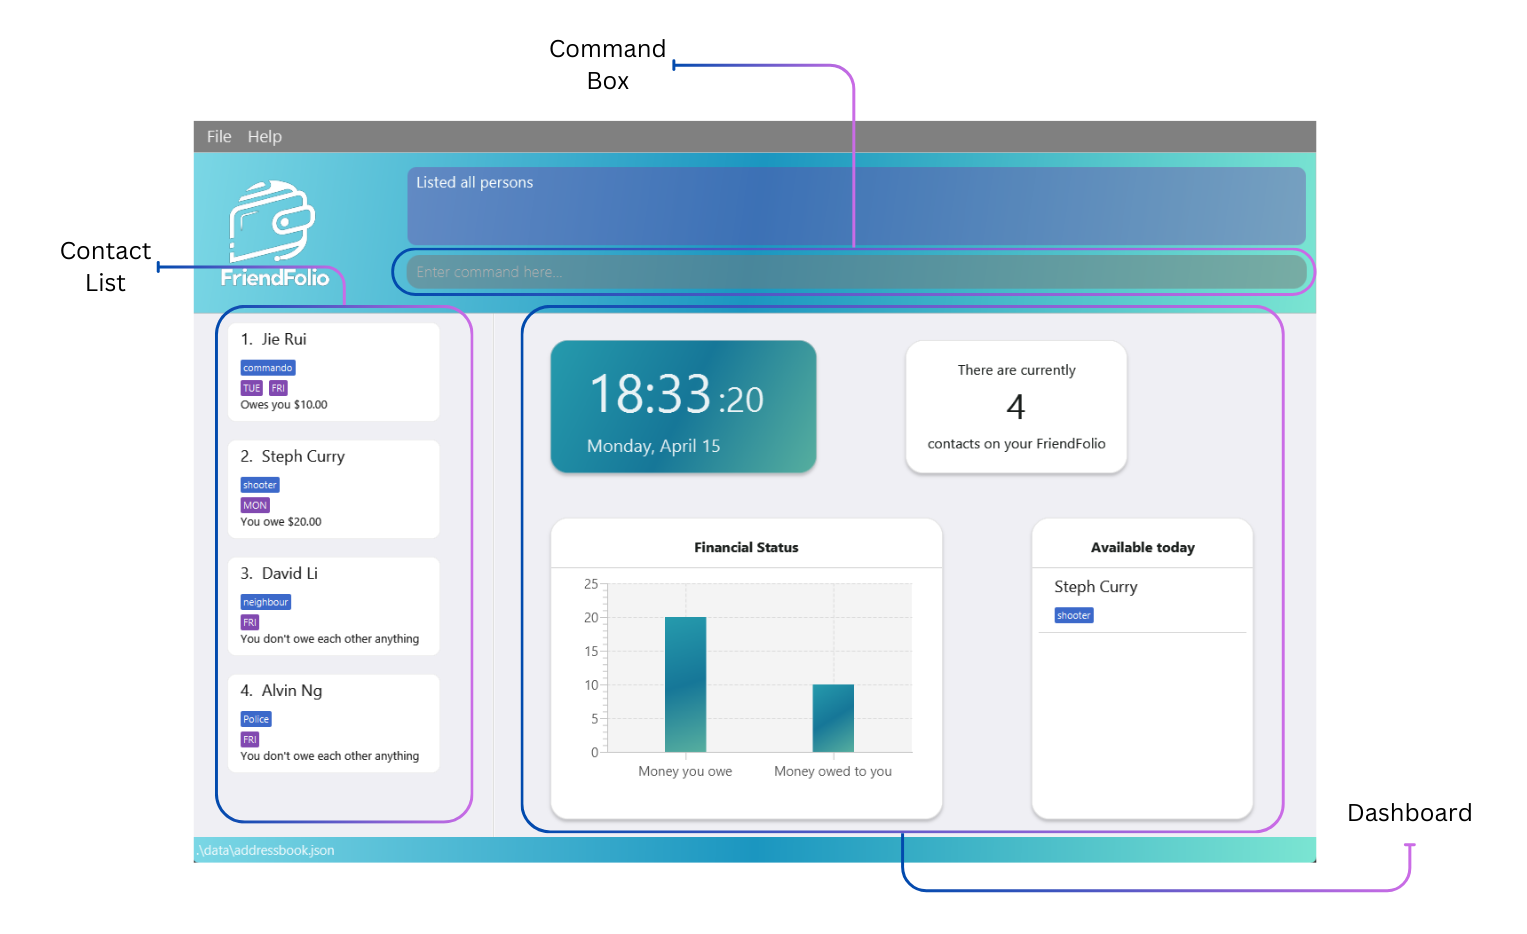 Command
Box
File Help
Listed all persons
Contact
List
FriendFolio
Enter command here...
1. Jie Rui
commando
TUE FRI
Owes you $10.00
2. Steph Curry
shooter
MON
You owe $20.00
3. David Li
neighbour
FRI
You don't owe each other anything
4. Alvin Ng
Police
FRI
You don't owe each other anything
18:33 :20
Monday, April 15
There are currently
4
contacts on your FriendFolio
Financial Status
25
20
15
10
5
0
Money you owe Money owed to you
Available today
Steph Curry
shooter
Dashboard
.\data\addressbook.json